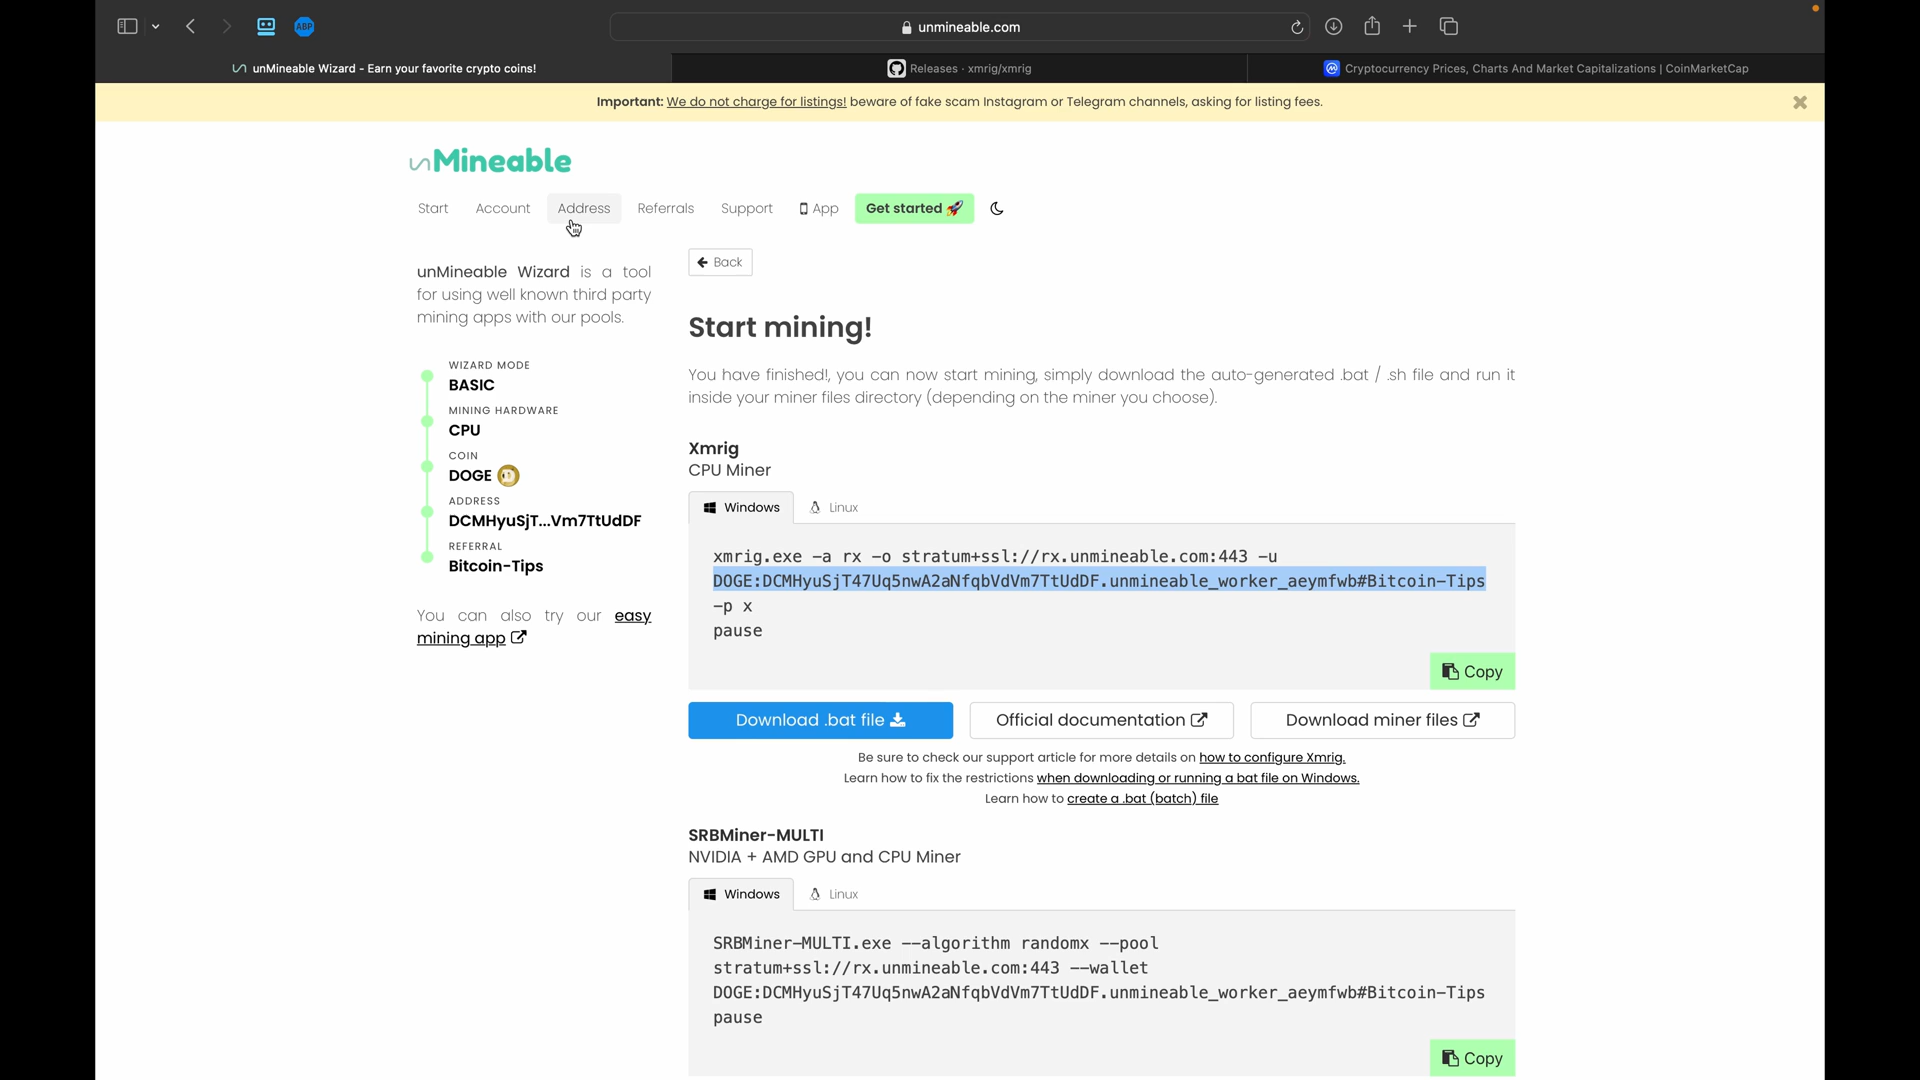 unmineable.com
unMineable Wizard - Earn your favorite crypto coins!
Releases · xmrig/xmrig
Cryptocurrency Prices, Charts And Market Capitalizations | CoinMarketCap
ABP
Important: We do not charge for listings! beware of fake scam Instagram or Telegram channels, asking for listing fees.
unMineable
Start Account Address Referrals Support App Get started
unMineable Wizard is a tool
for using well known third party
mining apps with our pools.
WIZARD MODE
BASIC
MINING HARDWARE
CPU
COIN
DOGE
ADDRESS
DCMHyuSjT...Vm7TtUdDF
REFERRAL
Bitcoin-Tips
You can also try our easy
mining app
Back
Start mining!
You have finished!, you can now start mining, simply download the auto-generated .bat / .sh file and run it
inside your miner files directory (depending on the miner you choose).
Xmrig
CPU Miner
Windows Linux
xmrig.exe -a rx -o stratum+ssl://rx.unmineable.com:443 -u
DOGE:DCMHyuSjT47Uq5nwA2aNfqbVdVm7TtUdDF.unmineable_worker_aeymfwb#Bitcoin-Tips
-p x
pause
Copy
Download .bat file Official documentation Download miner files
Be sure to check our support article for more details on how to configure Xmrig.
Learn how to fix the restrictions when downloading or running a bat file on Windows.
Learn how to create a .bat (batch) file
SRBMiner-MULTI
NVIDIA + AMD GPU and CPU Miner
Windows Linux
SRBMiner-MULTI.exe --algorithm randomx --pool
stratum+ssl://rx.unmineable.com:443 --wallet
DOGE:DCMHyuSjT47Uq5nwA2aNfqbVdVm7TtUdDF.unmineable_worker_aeymfwb#Bitcoin-Tips
pause
Copy